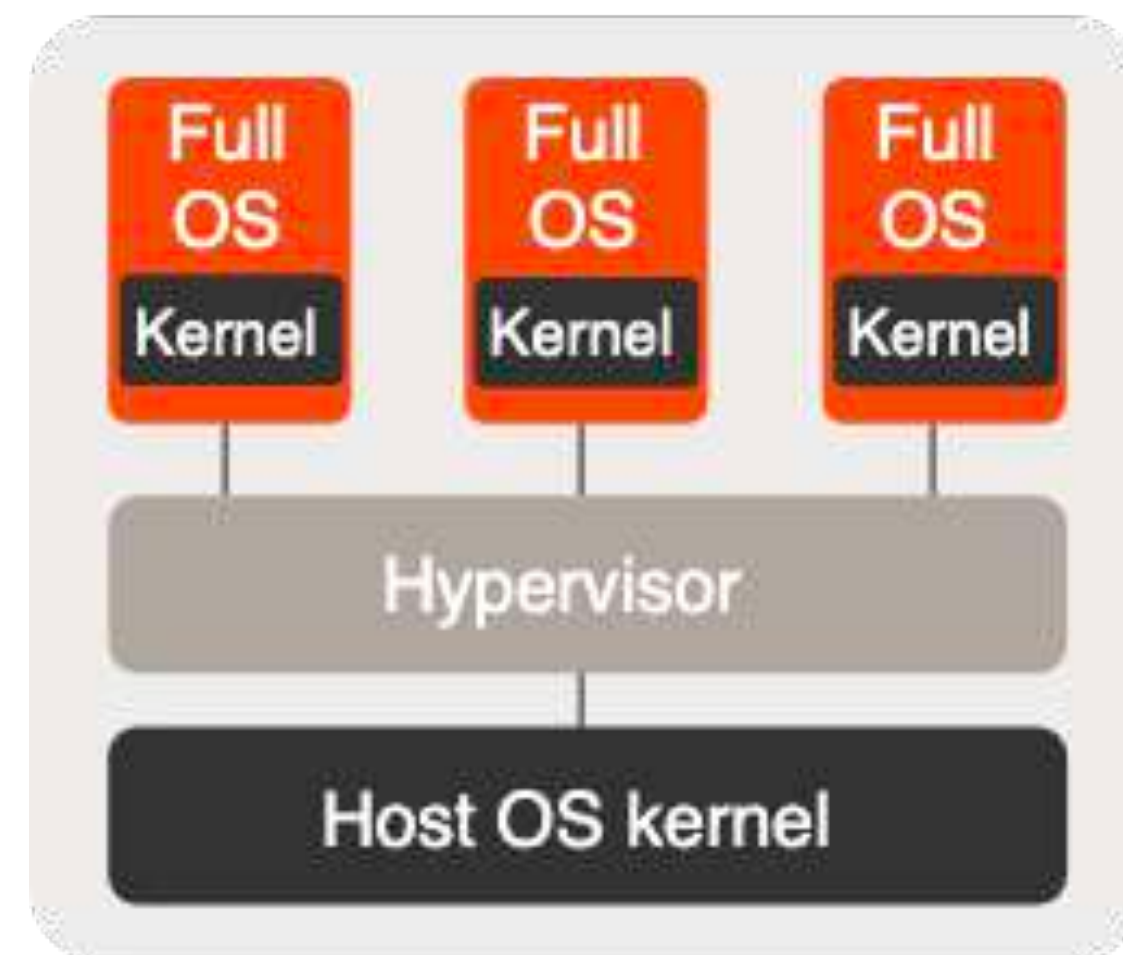 Full
OS
Kernel
Full
OS
Kernel
Full
OS
Kernel
Hypervisor
Host OS kernel